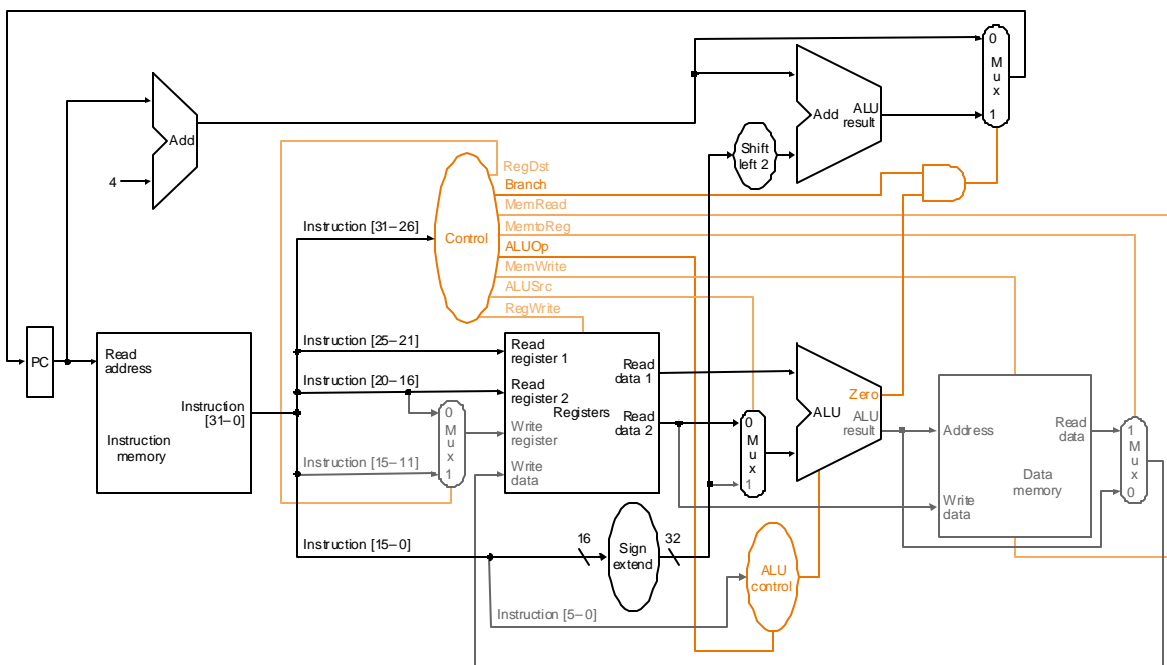 0
M
u
x
1
Add
ALU
result
Add
4
Shift
left 2
RegDst
Branch
MemRead
MemtoReg
ALUOp
MemWrite
ALUSrc
RegWrite
Control
Instruction [31–26]
Instruction [25–21]
Instruction [20–16]
Instruction [15–11]
Instruction [15–0]
Instruction [5–0]
PC
Read
address
Instruction
[31–0]
Instruction
memory
0
M
u
x
1
Read
register 1
Read
register 2
Write
register
Write
data
Registers
Read
data 1
Read
data 2
0
M
u
x
1
Zero
ALU
ALU
result
Address
Write
data
Read
data
Data
memory
1
M
u
x
0
16
Sign
extend
32
ALU
control